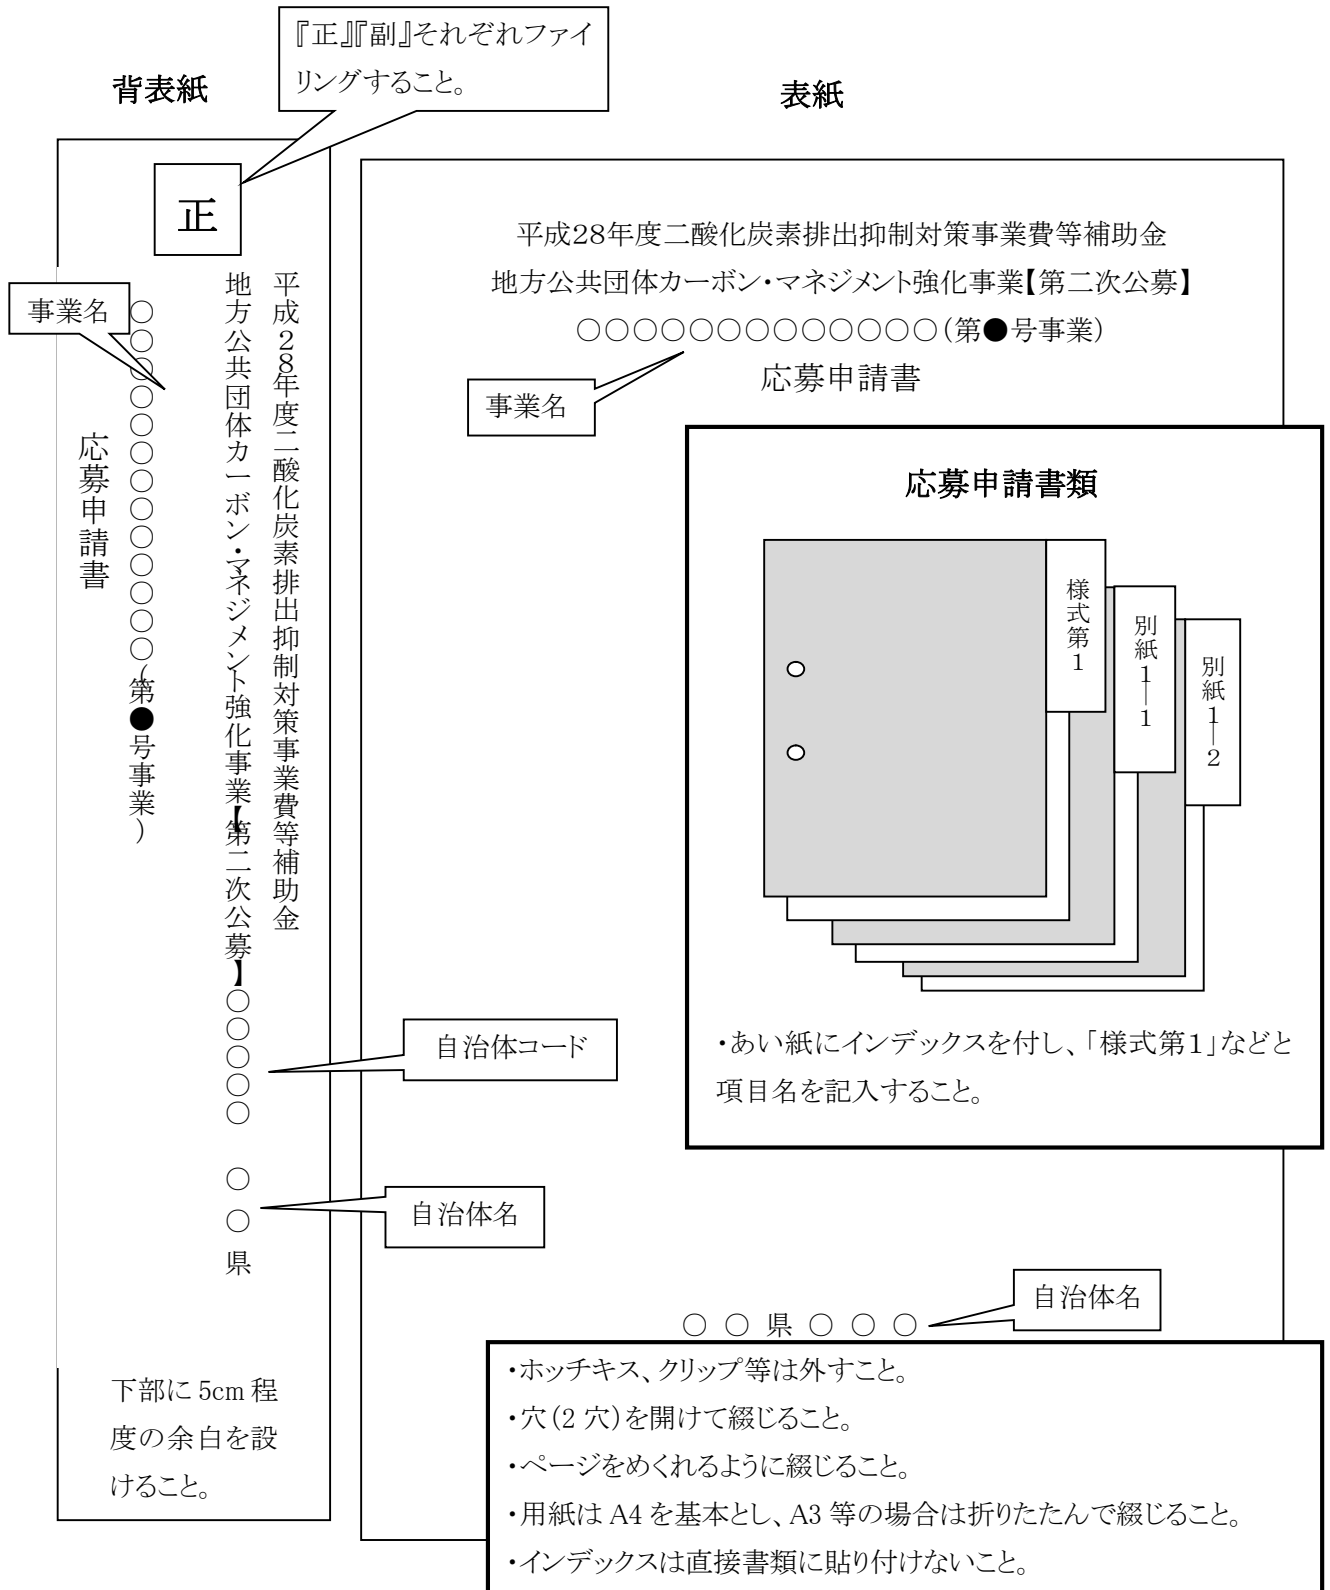 『正』『副』それぞれファイ
リングすること。
背表紙
表紙
正
平成28年度二酸化炭素排出抑制対策事業費等補助金
地方公共団体カーボン・マネジメント強化事業【第二次公募】○○○○○　○○県
○○○○○○○○○○○○○(第●号事業)
応募申請書
事業名
自治体コード
自治体名
下部に 5cm 程
度の余白を設
けること。
平成28年度二酸化炭素排出抑制対策事業費等補助金
地方公共団体カーボン・マネジメント強化事業【第二次公募】
○○○○○○○○○○○○○(第●号事業)
応募申請書
事業名
応募申請書類
様式第1
別紙1―1
別紙1―2
・あい紙にインデックスを付し、「様式第1」などと
項目名を記入すること。
自治体名
○○県○○○
・ホッチキス、クリップ等は外すこと。
・穴(2 穴)を開けて綴じること。
・ページをめくれるように綴じること。
・用紙は A4 を基本とし、A3 等の場合は折りたたんで綴じること。
・インデックスは直接書類に貼り付けないこと。